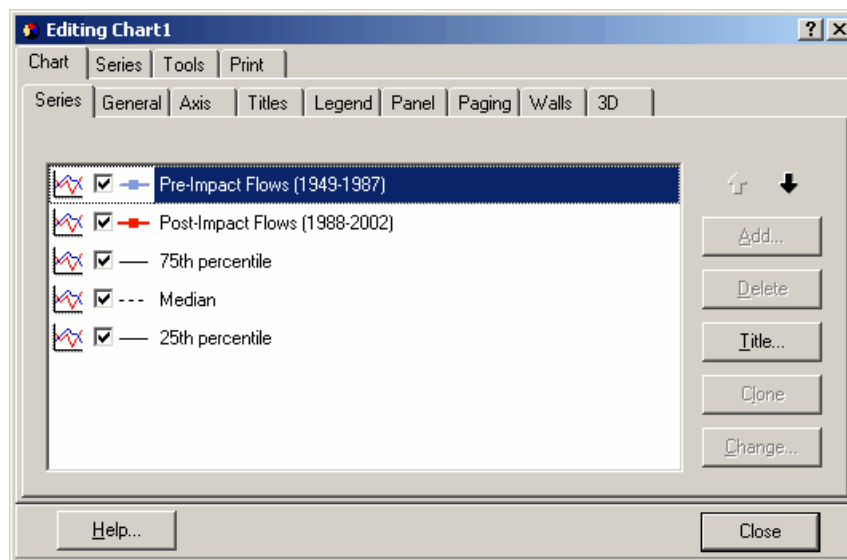 Editing Chart1
Chart Series Tools Print
Series General Axis Titles Legend Panel Paging Walls 3D
Pre-Impact Flows (1949-1987)
Post-Impact Flows (1988-2002)
75th percentile
Median
25th percentile
Add...
Delete
Title...
Clone
Change...
Help...
Close